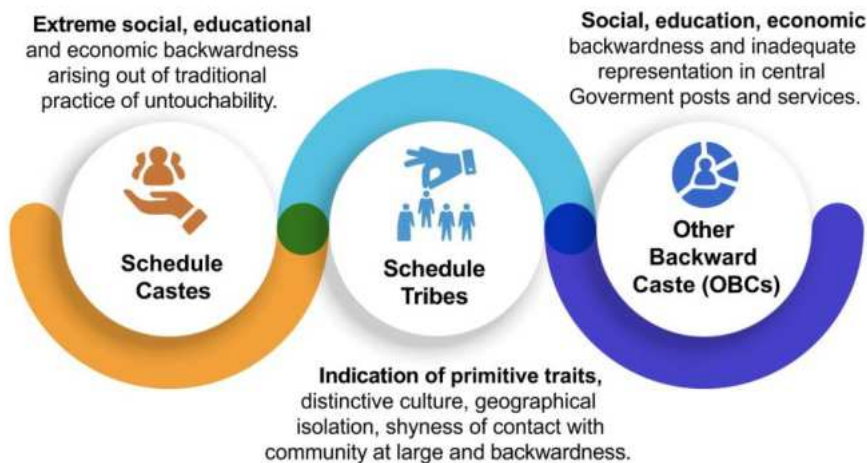 Extreme social, educational
and economic backwardness
arising out of traditional
practice of untouchability.
Social, education, economic
backwardness and inadequate
representation in central
Goverment posts and services.
Schedule
Castes
Schedule
Tribes
Other
Backward
Caste (OBCs)
Indication of primitive traits,
distinctive culture, geographical
isolation, shyness of contact with
community at large and backwardness.